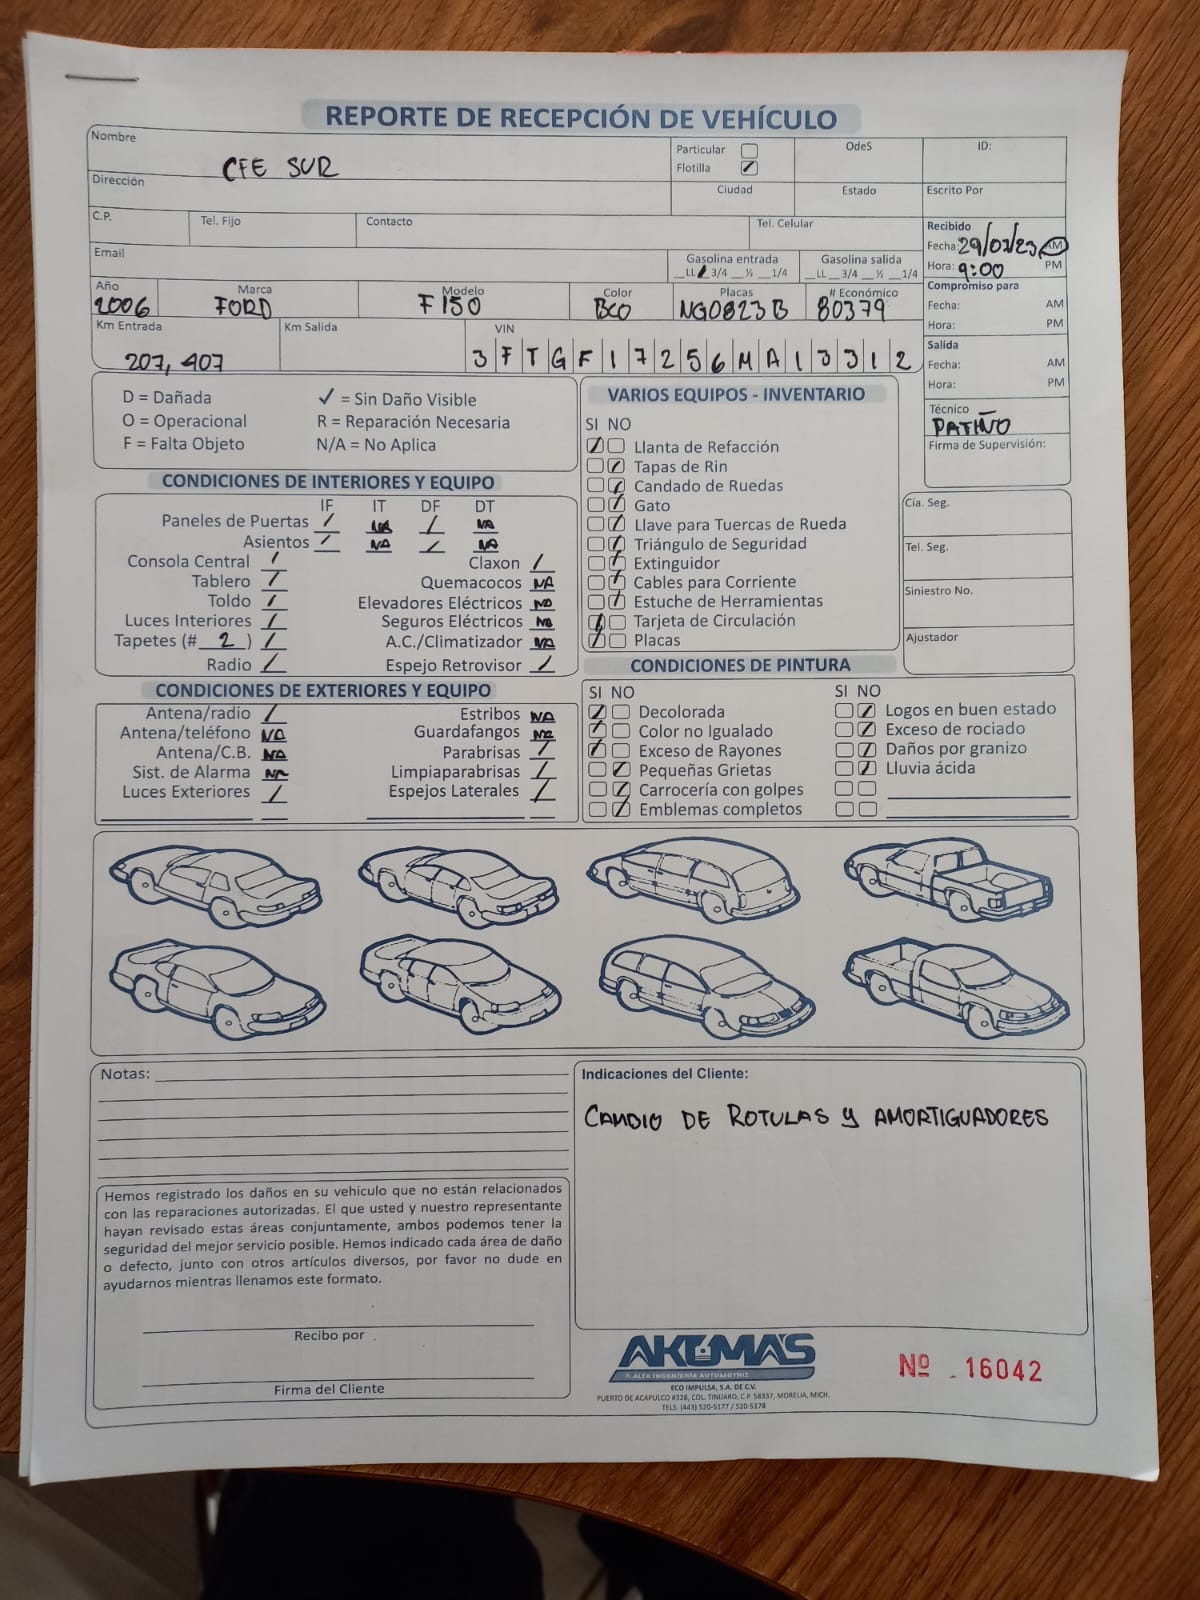 REPORTE DE RECEPCIÓN DE VEHÍCULO
Nombre
CFE SUR
Particular
Flotilla ✓
OdeS
ID:
Dirección
Ciudad
Estado
Escrito Por
C.P.
Tel. Fijo
Contacto
Tel. Celular
Recibido
Fecha: 29/07/23 AM
Hora: 9:00 PM
Email
Gasolina entrada
__LL ✓ 3/4 __½ __1/4
Gasolina salida
__LL __3/4 __½ __1/4
Año
2006
Marca
FORD
Modelo
F150
Color
BCO
Placas
NG0823B
# Económico
80379
Compromiso para
Fecha: AM
Hora: PM
Km Entrada
207,407
Km Salida
VIN
3FTGF17256MA13312
Salida
Fecha: AM
Hora: PM
Técnico
PATIÑO
Firma de Supervisión:
D = Dañada ✓ = Sin Daño Visible
O = Operacional R = Reparación Necesaria
F = Falta Objeto N/A = No Aplica
CONDICIONES DE INTERIORES Y EQUIPO
IF IT DF DT
Paneles de Puertas ✓ NA ✓ NA
Asientos ✓ NA ✓ NA
Consola Central ✓ Claxon ✓
Tablero ✓ Quemacocos NA
Toldo ✓ Elevadores Eléctricos NA
Luces Interiores ✓ Seguros Eléctricos NA
Tapetes (# 2 ) ✓ A.C./Climatizador NA
Radio ✓ Espejo Retrovisor ✓
CONDICIONES DE EXTERIORES Y EQUIPO
Antena/radio ✓ Estribos NA
Antena/teléfono NA Guardafangos NA
Antena/C.B. NA Parabrisas ✓
Sist. de Alarma NA Limpiaparabrisas ✓
Luces Exteriores ✓ Espejos Laterales ✓
VARIOS EQUIPOS - INVENTARIO
SI NO
Llanta de Refacción
Tapas de Rin
Candado de Ruedas
Gato
Llave para Tuercas de Rueda
Triángulo de Seguridad
Extinguidor
Cables para Corriente
Estuche de Herramientas
Tarjeta de Circulación
Placas
Cía. Seg.
Tel. Seg.
Siniestro No.
Ajustador
CONDICIONES DE PINTURA
SI NO SI NO
Decolorada Logos en buen estado
Color no Igualado Exceso de rociado
Exceso de Rayones Daños por granizo
Pequeñas Grietas Lluvia ácida
Carrocería con golpes
Emblemas completos
Notas:
Indicaciones del Cliente:
CAMBIO DE ROTULAS Y AMORTIGUADORES
Hemos registrado los daños en su vehiculo que no están relacionados
con las reparaciones autorizadas. El que usted y nuestro representante
hayan revisado estas áreas conjuntamente, ambos podemos tener la
seguridad del mejor servicio posible. Hemos indicado cada área de daño
o defecto, junto con otros artículos diversos, por favor no dude en
ayudarnos mientras llenamos este formato.
Recibo por
Firma del Cliente
AKUMA'S
ALTA INGENIERÍA AUTOMOTRIZ
ECO IMPULSA, S.A. DE C.V.
PUERTO DE ACAPULCO #328, COL. TINIJARO, C.P. 58337, MORELIA, MICH.
TELS. (443) 520-5177 / 520-5178
Nº 16042